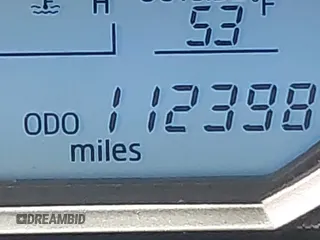 H
53°F
ODO 112398
miles
DREAMBID